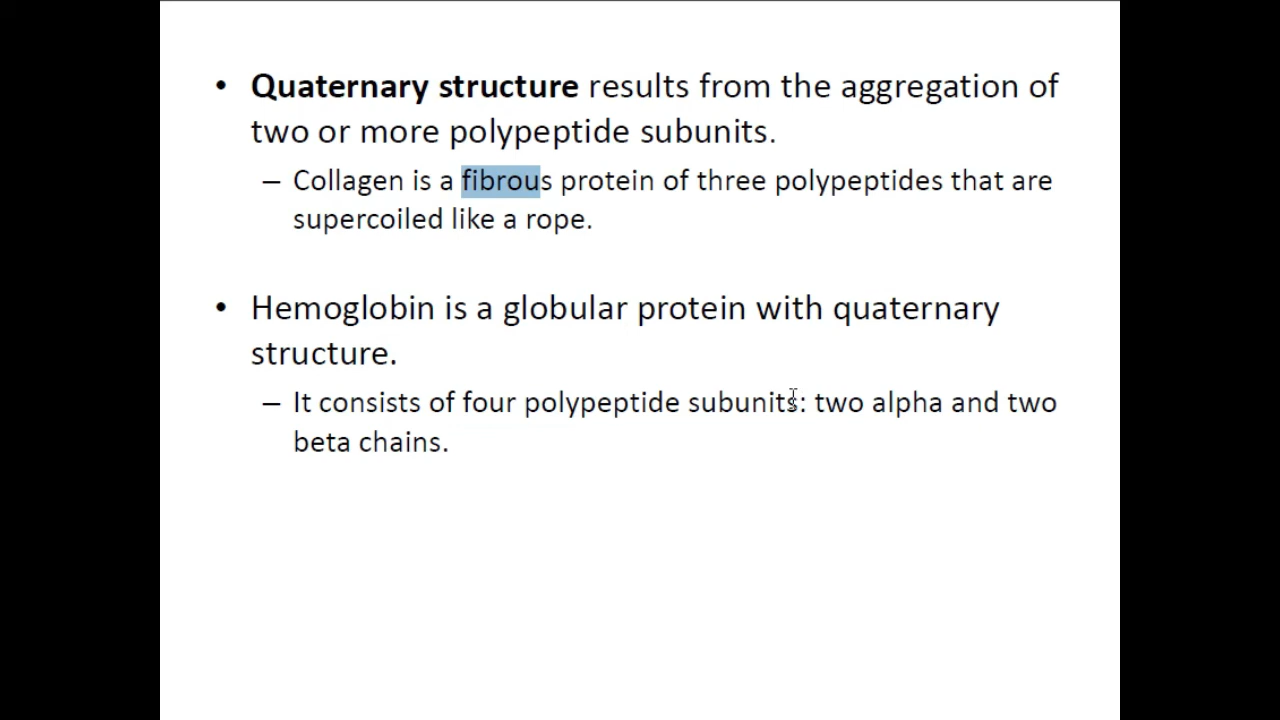 • Quaternary structure results from the aggregation of
two or more polypeptide subunits.
– Collagen is a fibrous protein of three polypeptides that are
supercoiled like a rope.
• Hemoglobin is a globular protein with quaternary
structure.
– It consists of four polypeptide subunits: two alpha and two
beta chains.